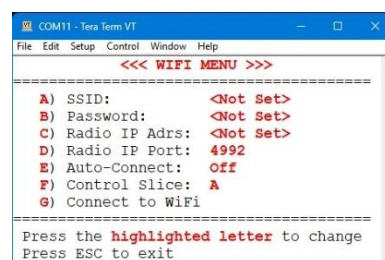 COM11 - Tera Term VT
File Edit Setup Control Window Help
<<< WIFI MENU >>>
========================================
A) SSID: <Not Set>
B) Password: <Not Set>
C) Radio IP Adrs: <Not Set>
D) Radio IP Port: 4992
E) Auto-Connect: Off
F) Control Slice: A
G) Connect to WiFi
========================================
Press the highlighted letter to change
Press ESC to exit